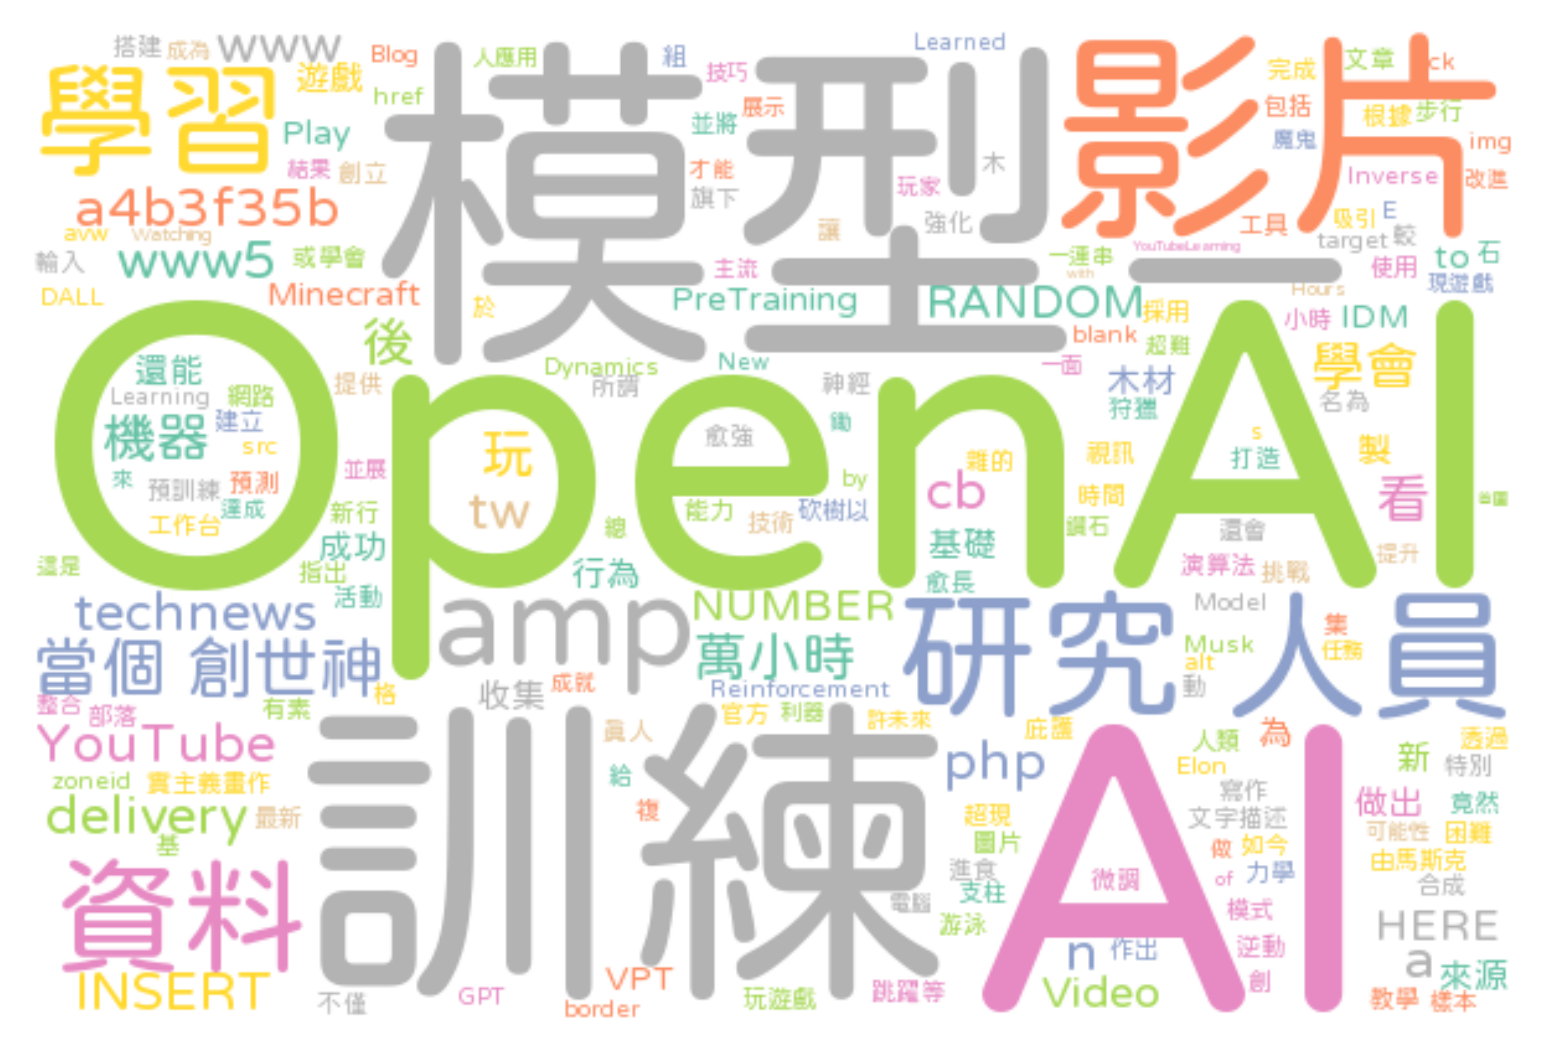 搭建 成為 www Blog 人應用 組 技巧 Learned 影片 完成 文章 ck
學習 遊戲 href 模型 並將 展示 包括 根據 步行
Play 魔鬼 img
結果 創立 才能 玩家 木 Inverse 改進
a4b3f35b 旗下 強化 工具 吸引 E
avw Watching 讓 YouTubeLearning target 較
輸入 www5 或學會 主流 一連串 with 一 使用 to 石
DALL Minecraft 於 PreTraining RANDOM Hours 現遊戲
後 blank 採用 小時 IDM
OpenAI
還能 提供 Dynamics 所謂 New 神經 一面 超難 木材 學會
Learning 網路 狩獵 名為
機器 建立 src 玩 愈強 鋤 s 打造 製
來 預訓練 預測 並展 by 雜的 視訊
工作台 達成 新行 tw 能力 技術 砍樹以 cb 時間 看
總 鑽石 還會
這是 指出 成功 行為 基礎 演算法 挑戰 提升
活動 愈長
technews amp NUMBER 研究人員 Model
當個 創世神 萬小時 Musk 集
alt 任務
格 收集 成就 Reinforcement 動
整合 部落 有素 官方 利器 許未來 庇護
YouTube 訓練 真人 php AI 人類 為 新 透過
zoneid 實主義畫作 給 Elon 特別
delivery 最新 複 超現 寫作 做出 竟然
基 圖片 文字描述 可能性 困難
資料 進食 做 如今 由馬斯克
支柱 微調 of 力學 合成
電腦 游泳 模式 HERE
INSERT VPT n 作出 逆動 a 來源
不僅 GPT border 玩遊戲 跳躍等 Video 創 教學 樣本